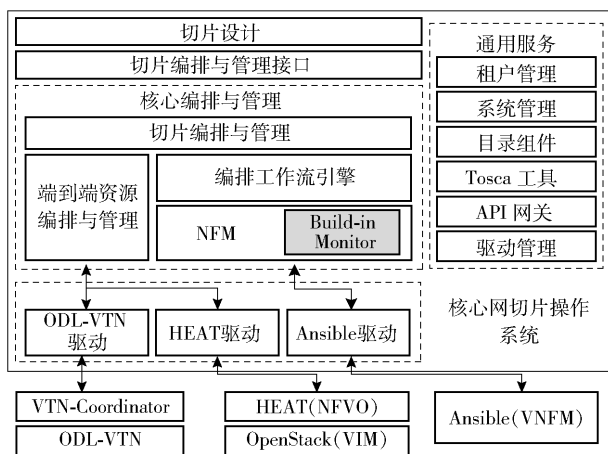 切片设计
切片编排与管理接口
核心编排与管理
切片编排与管理
端到端资源
编排与管理
编排工作流引擎
NFM
Build-in
Monitor
通用服务
租户管理
系统管理
目录组件
Tosca 工具
API 网关
驱动管理
ODL-VTN
驱动
HEAT驱动
Ansible驱动
核心网切片操作
系统
VTN-Coordinator
ODL-VTN
HEAT(NFVO)
OpenStack(VIM)
Ansible(VNFM)